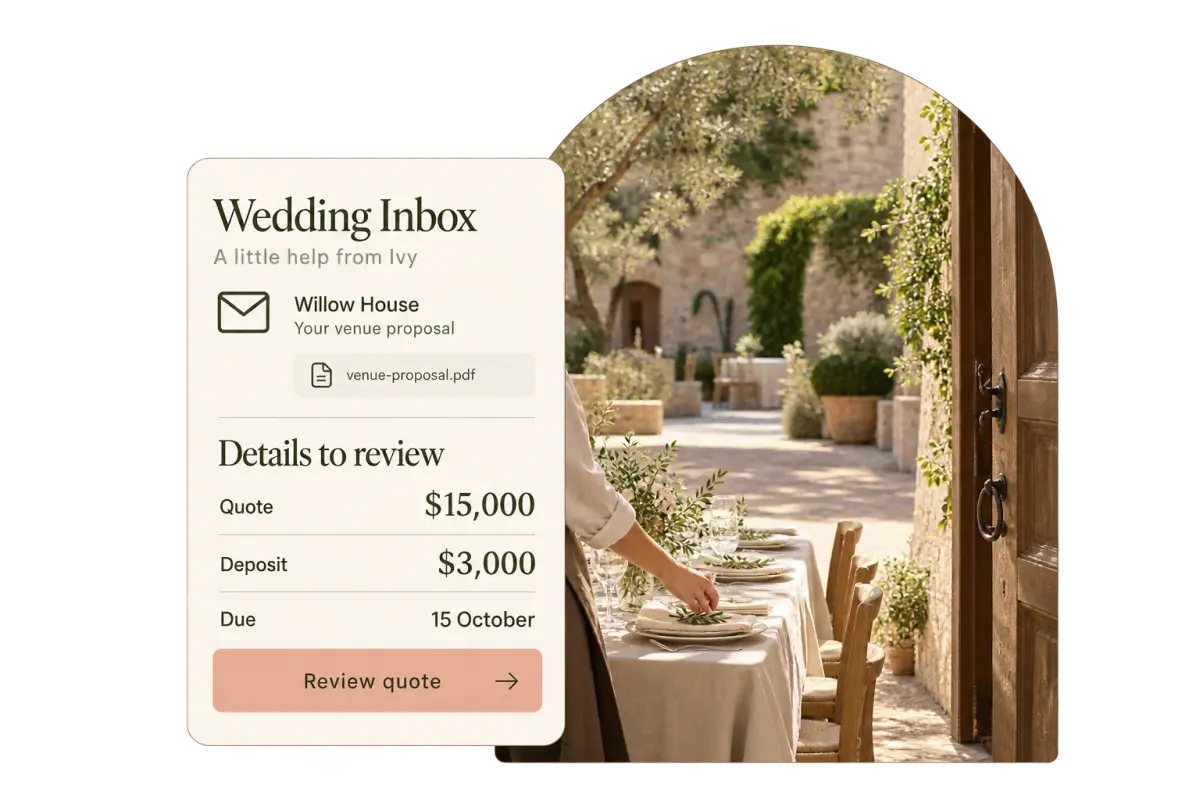 Wedding Inbox
A little help from Ivy
Willow House
Your venue proposal
venue-proposal.pdf
Details to review
Quote $15,000
Deposit $3,000
Due 15 October
Review quote →